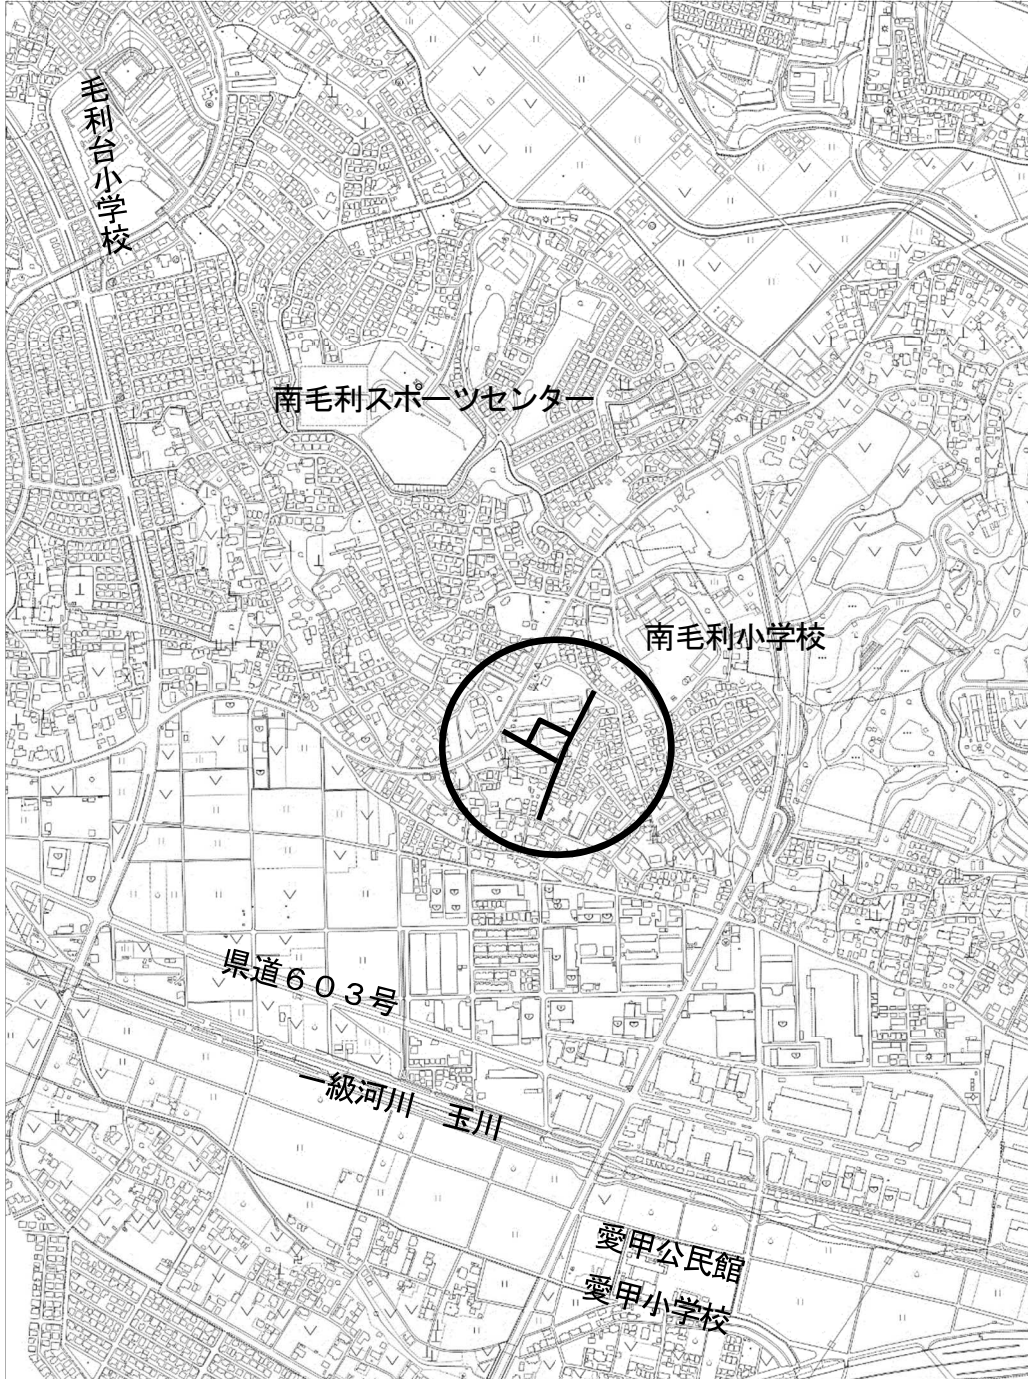 毛利台小学校
南毛利スポーツセンター
南毛利小学校
県道６０３号
一級河川　玉川
愛甲公民館
愛甲小学校